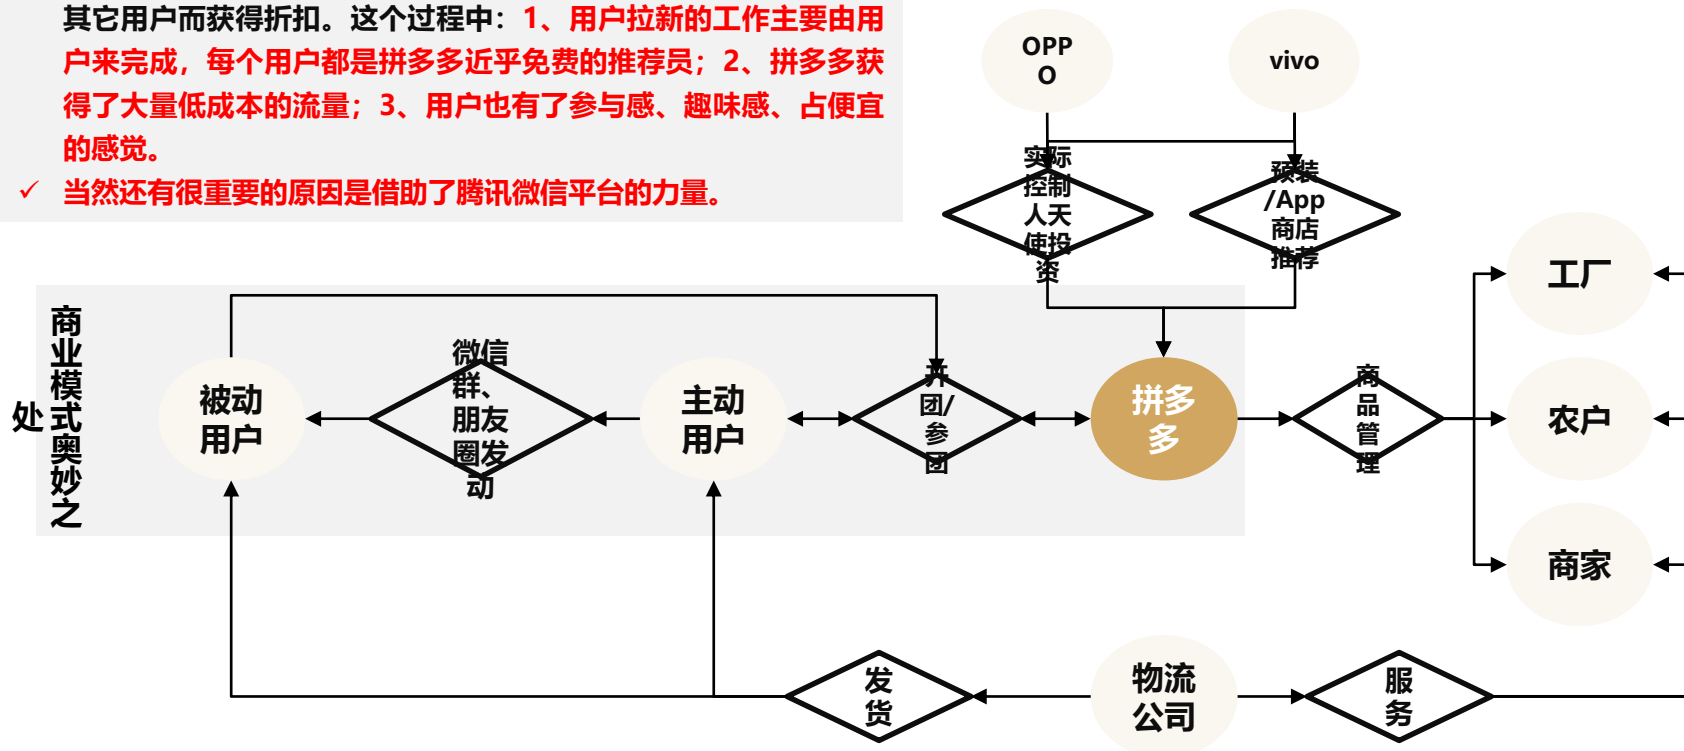 其它用户而获得折扣。这个过程中：1、用户拉新的工作主要由用
户来完成，每个用户都是拼多多近乎免费的推荐员；2、拼多多获
得了大量低成本的流量；3、用户也有了参与感、趣味感、占便宜
的感觉。
✓ 当然还有很重要的原因是借助了腾讯微信平台的力量。
OPP
O
vivo
实际
控制
人天
使投
资
预装
/App
商店
推荐
商业模式奥妙之
处
被动
用户
微信
群、
朋友
圈发
动
主动
用户
开
团/
参
团
拼多
多
商
品
管
理
工厂
农户
商家
发
货
物流
公司
服
务